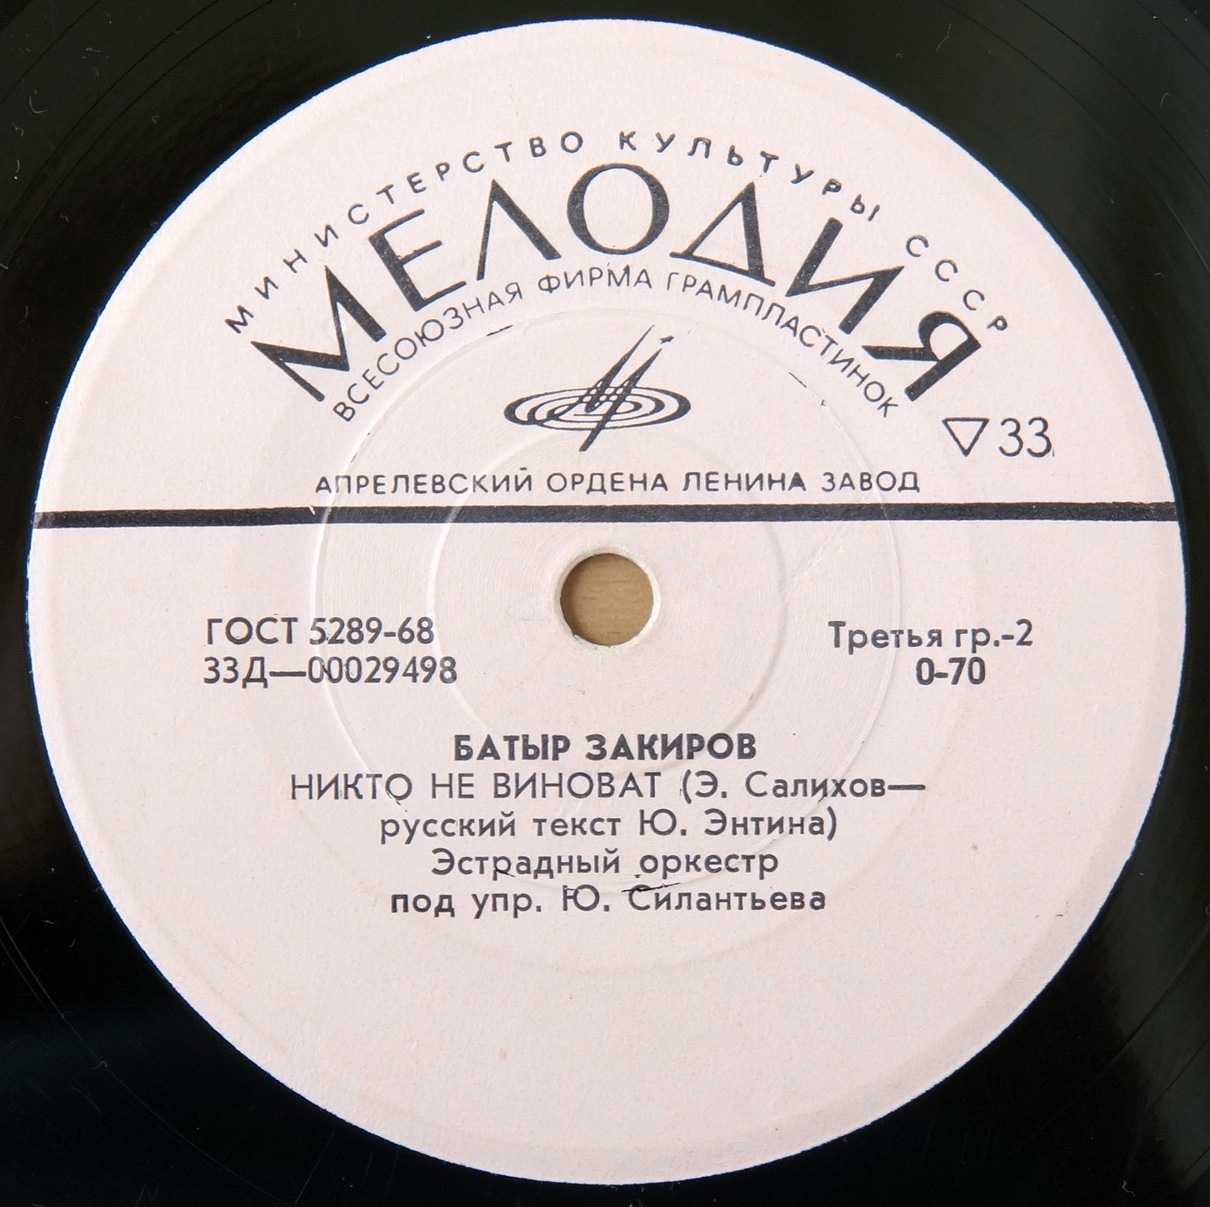 МИНИСТЕРСТВО КУЛЬТУРЫ СССР
МЕЛОДИЯ
ВСЕСОЮЗНАЯ ФИРМА ГРАМПЛАСТИНОК
33
АПРЕЛЕВСКИЙ ОРДЕНА ЛЕНИНА ЗАВОД
ГОСТ 5289-68
Третья гр.-2
33Д—00029498
0-70
БАТЫР ЗАКИРОВ
НИКТО НЕ ВИНОВАТ (Э. Салихов—
русский текст Ю. Энтина)
Эстрадный оркестр
под упр. Ю. Силантьева